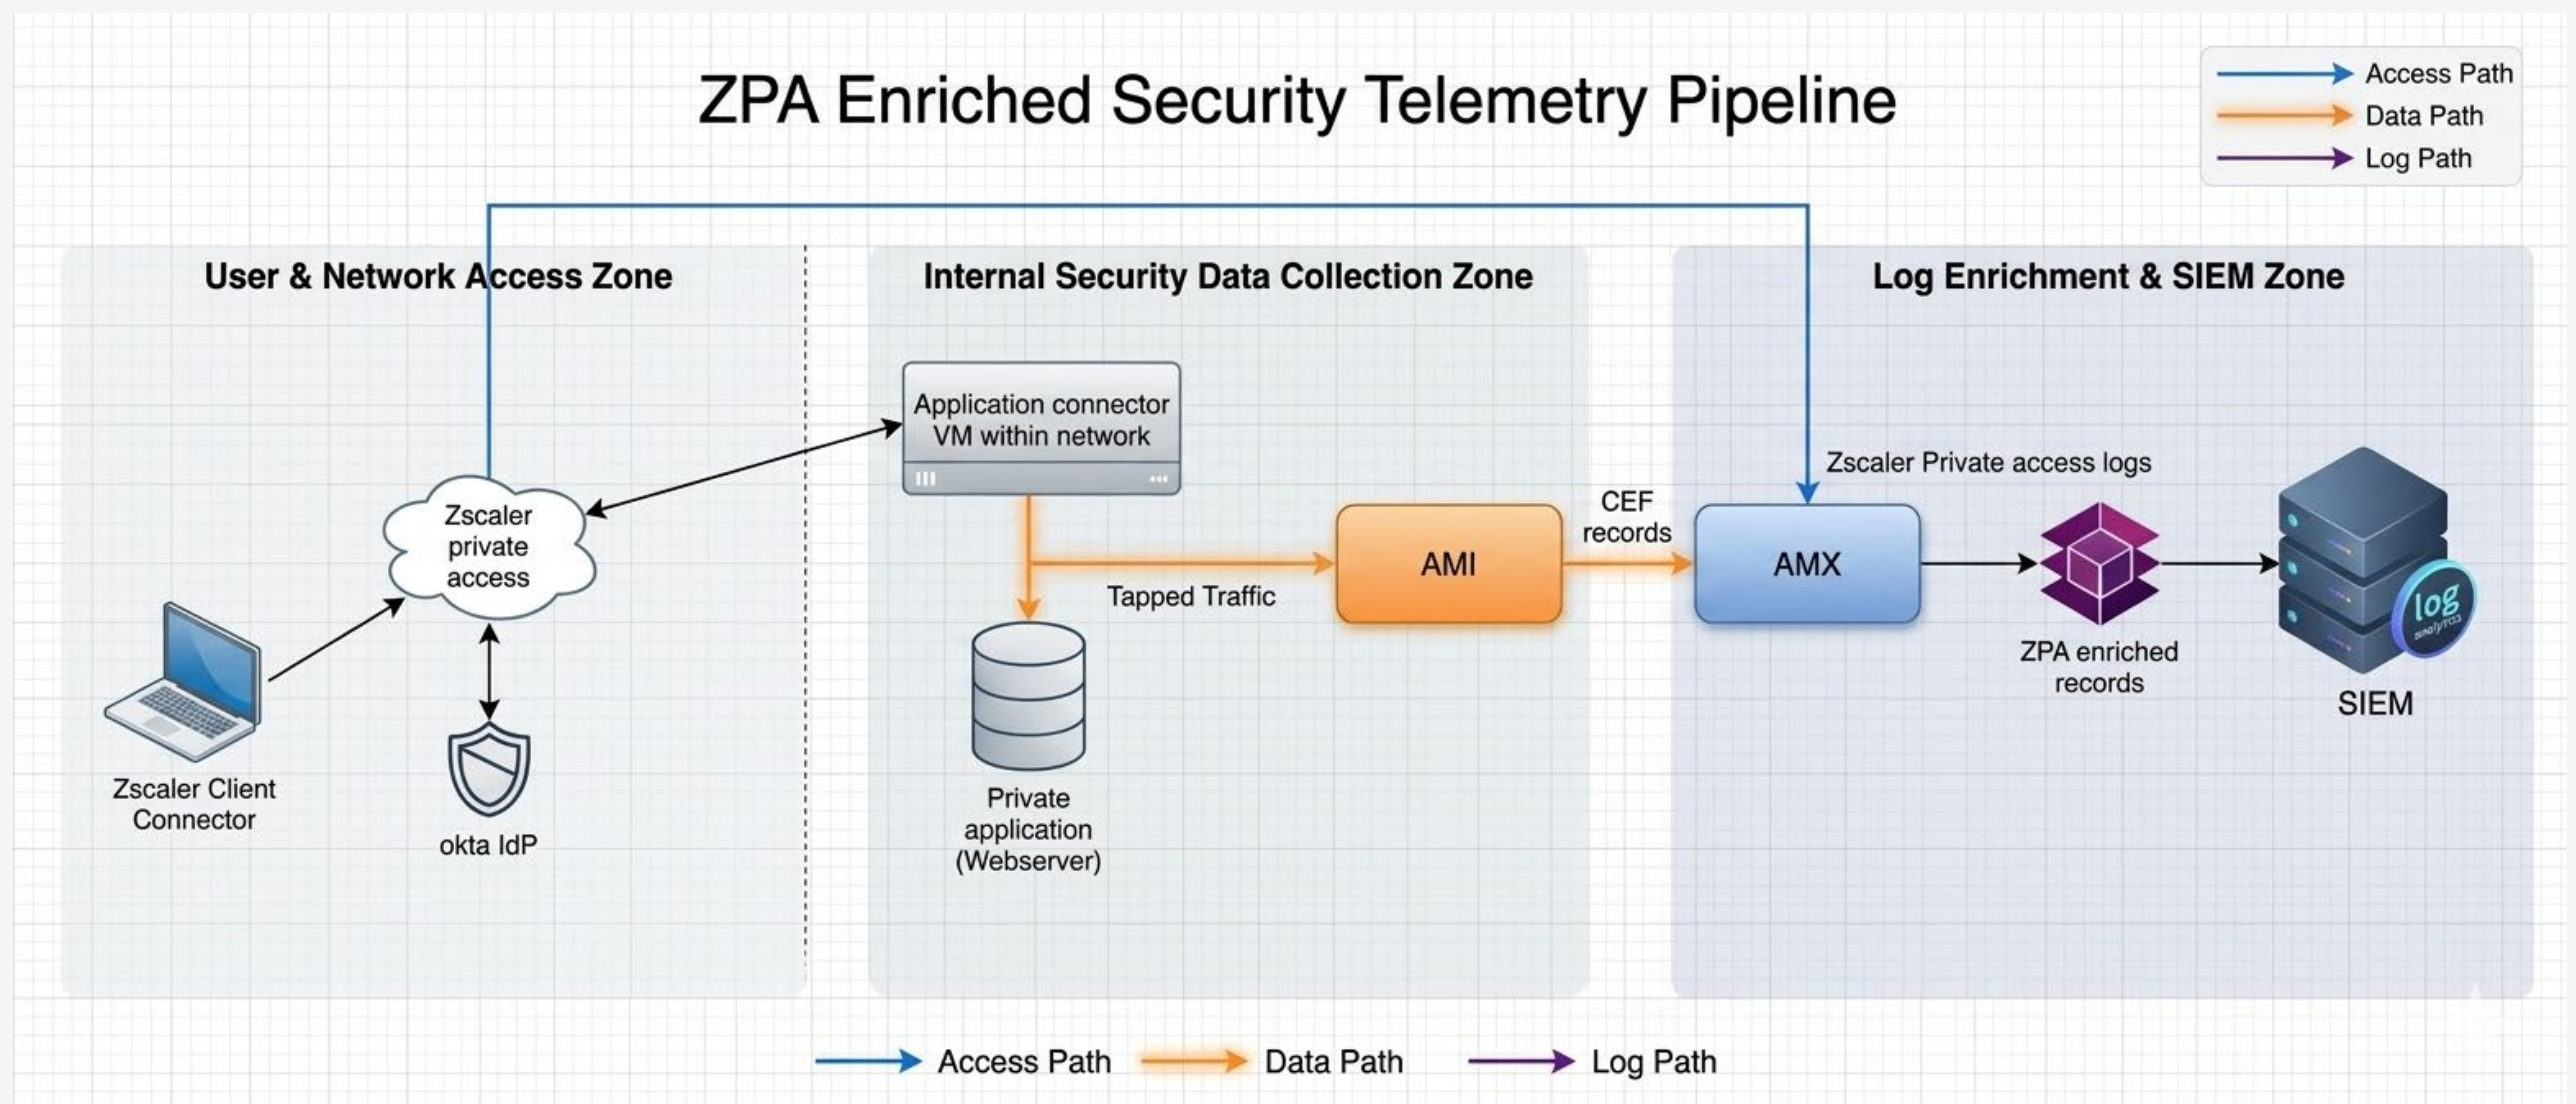 ZPA Enriched Security Telemetry Pipeline
Access Path
Data Path
Log Path
User & Network Access Zone
Internal Security Data Collection Zone
Log Enrichment & SIEM Zone
Zscaler
private
access
Zscaler Client
Connector
okta IdP
Application connector
VM within network
Tapped Traffic
Private
application
(Webserver)
AMI
CEF
records
AMX
Zscaler Private access logs
ZPA enriched
records
log
SIEM
Access Path
Data Path
Log Path